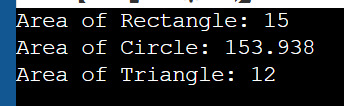 Area of Rectangle: 15
Area of Circle: 153.938
Area of Triangle: 12